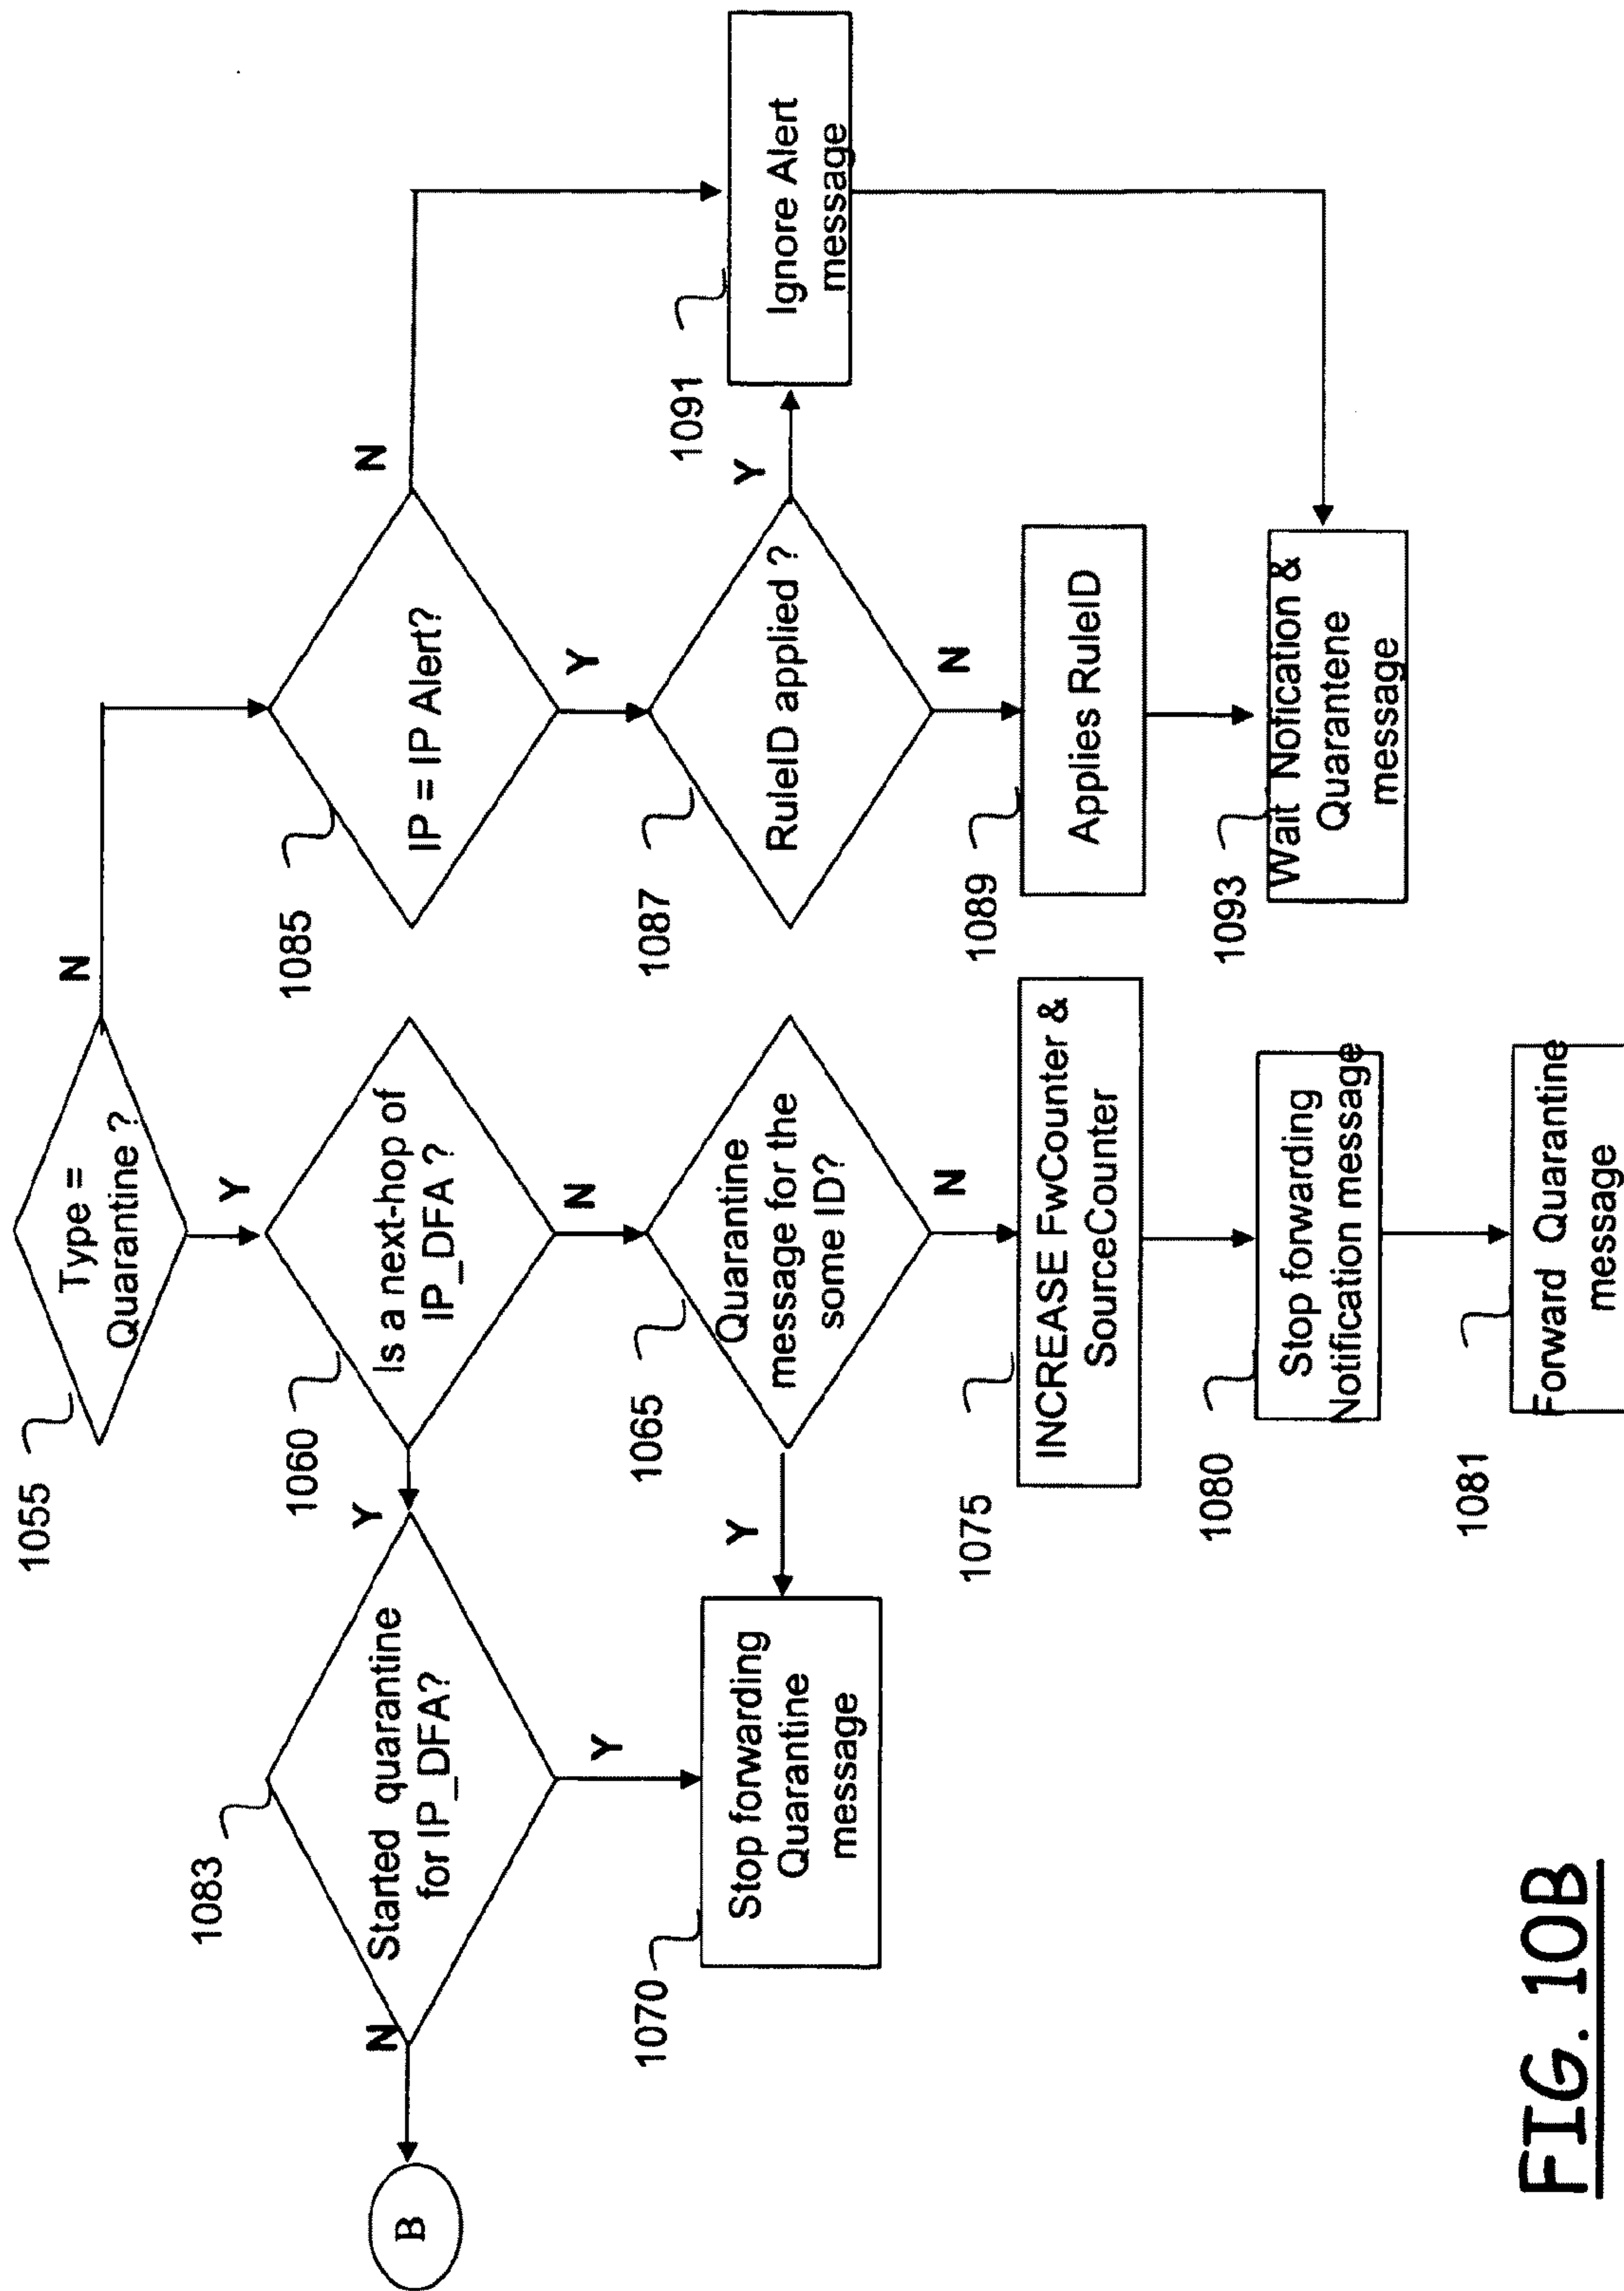 1055
Type =
Quarantine ?
N
Y
1083
Started quarantine
for IP_DFA?
N
B
Y
1060
Is a next-hop of
IP_DFA ?
Y
N
1085
IP = IP Alert?
N
Y
1070
Stop forwarding
Quarantine
message
1065
Quarantine
message for the
some ID?
Y
N
1087
RuleID applied ?
Y
N
1091
Ignore Alert
message
1075
INCREASE FwCounter &
SourceCounter
1089
Applies RuleID
1080
Stop forwarding
Notification message
1093
Wait Notification &
Quarantene
message
1081
Forward Quarantine
message
FIG. 10B